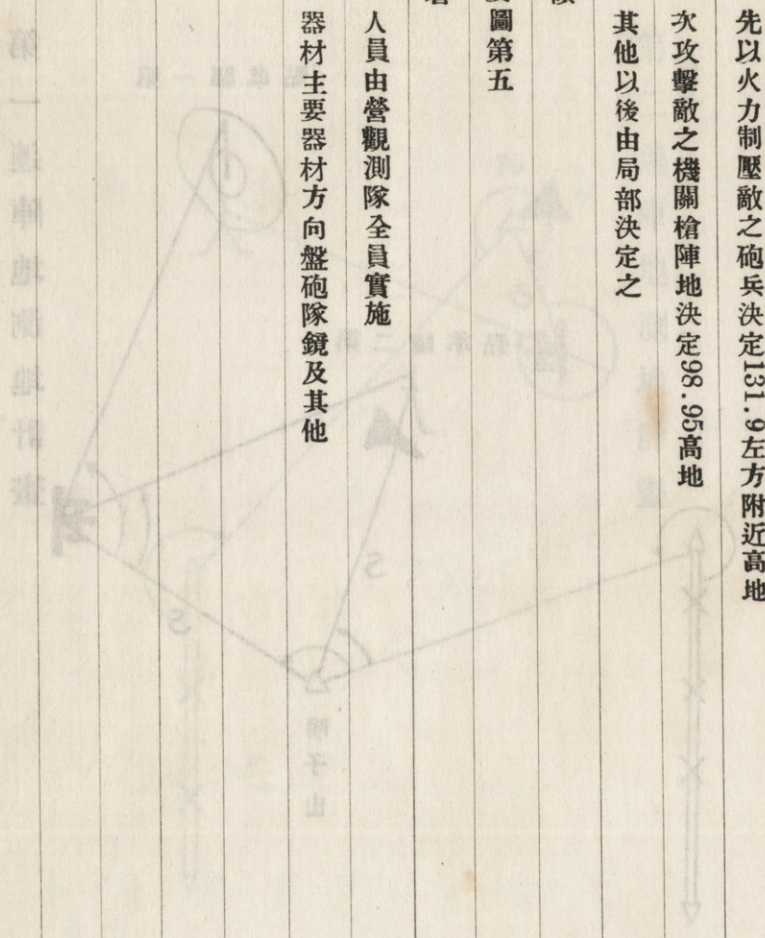 先以火力制壓敵之砲兵決定131.9左方附近高地
次攻擊敵之機關槍陣地決定98.95高地
其他以後由局部決定之
圖第五
人員由營觀測隊全員實施
器材主要器材方向盤砲隊鏡及其他